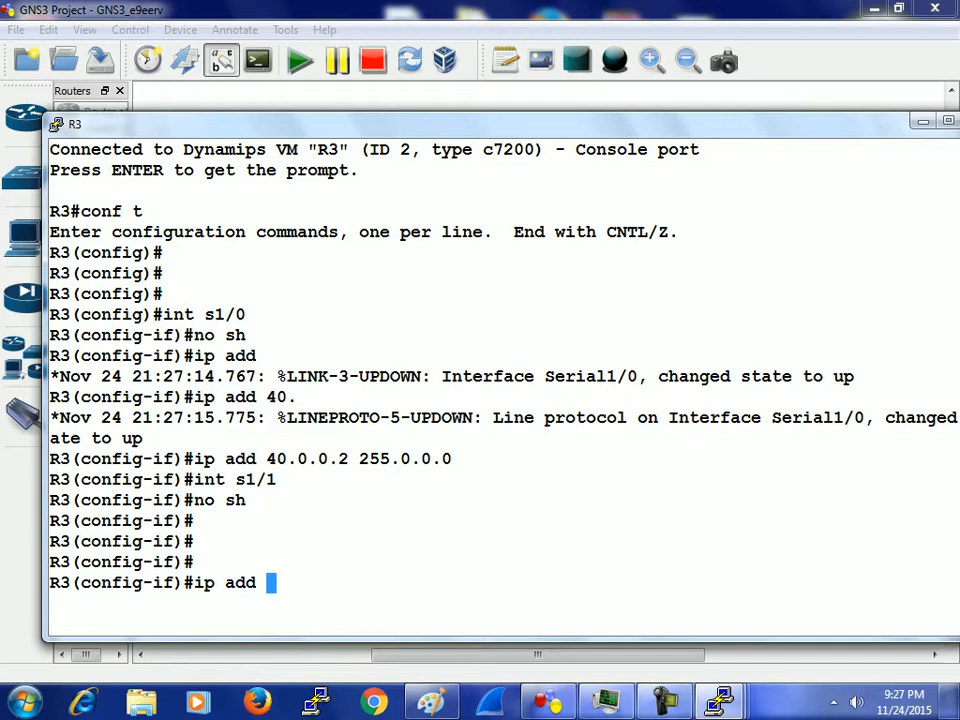 GNS3 Project - GNS3_e9eerv
File Edit View Control Device Annotate Tools Help
Routers
R3
Connected to Dynamips VM "R3" (ID 2, type c7200) - Console port
Press ENTER to get the prompt.
R3#conf t
Enter configuration commands, one per line.  End with CNTL/Z.
R3(config)#
R3(config)#
R3(config)#
R3(config)#int s1/0
R3(config-if)#no sh
R3(config-if)#ip add
*Nov 24 21:27:14.767: %LINK-3-UPDOWN: Interface Serial1/0, changed state to up
R3(config-if)#ip add 40.
*Nov 24 21:27:15.775: %LINEPROTO-5-UPDOWN: Line protocol on Interface Serial1/0, changed
ate to up
R3(config-if)#ip add 40.0.0.2 255.0.0.0
R3(config-if)#int s1/1
R3(config-if)#no sh
R3(config-if)#
R3(config-if)#
R3(config-if)#
R3(config-if)#ip add
9:27 PM
11/24/2015